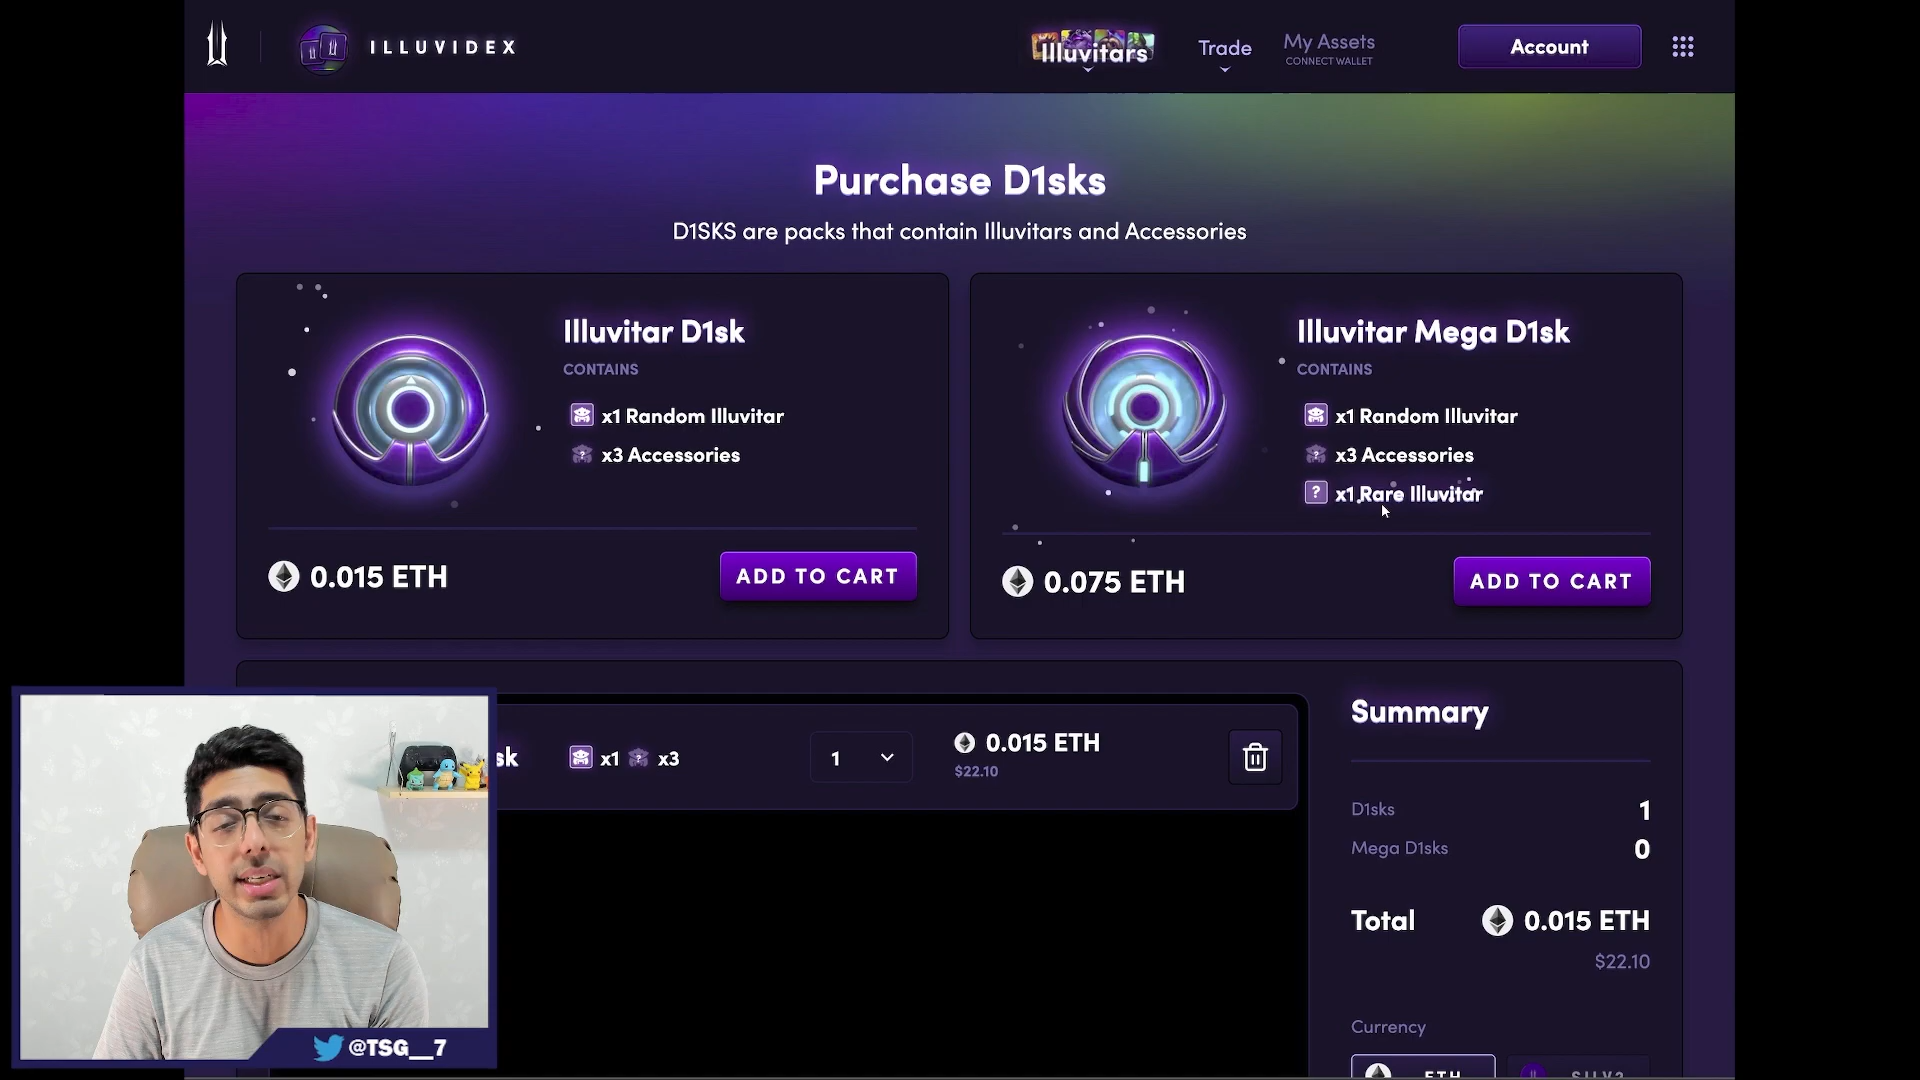 ILLUVIDEX
Illuvitars
Trade
My Assets
CONNECT WALLET
Account
Purchase D1sks
D1SKS are packs that contain Illuvitars and Accessories
Illuvitar D1sk
CONTAINS
x1 Random Illuvitar
x3 Accessories
0.015 ETH
ADD TO CART
Illuvitar Mega D1sk
CONTAINS
x1 Random Illuvitar
x3 Accessories
? x1 Rare Illuvitar
0.075 ETH
ADD TO CART
sk
x1 x3
1
0.015 ETH
$22.10
Summary
D1sks 1
Mega D1sks 0
Total 0.015 ETH
$22.10
Currency
ETH
@TSG__7